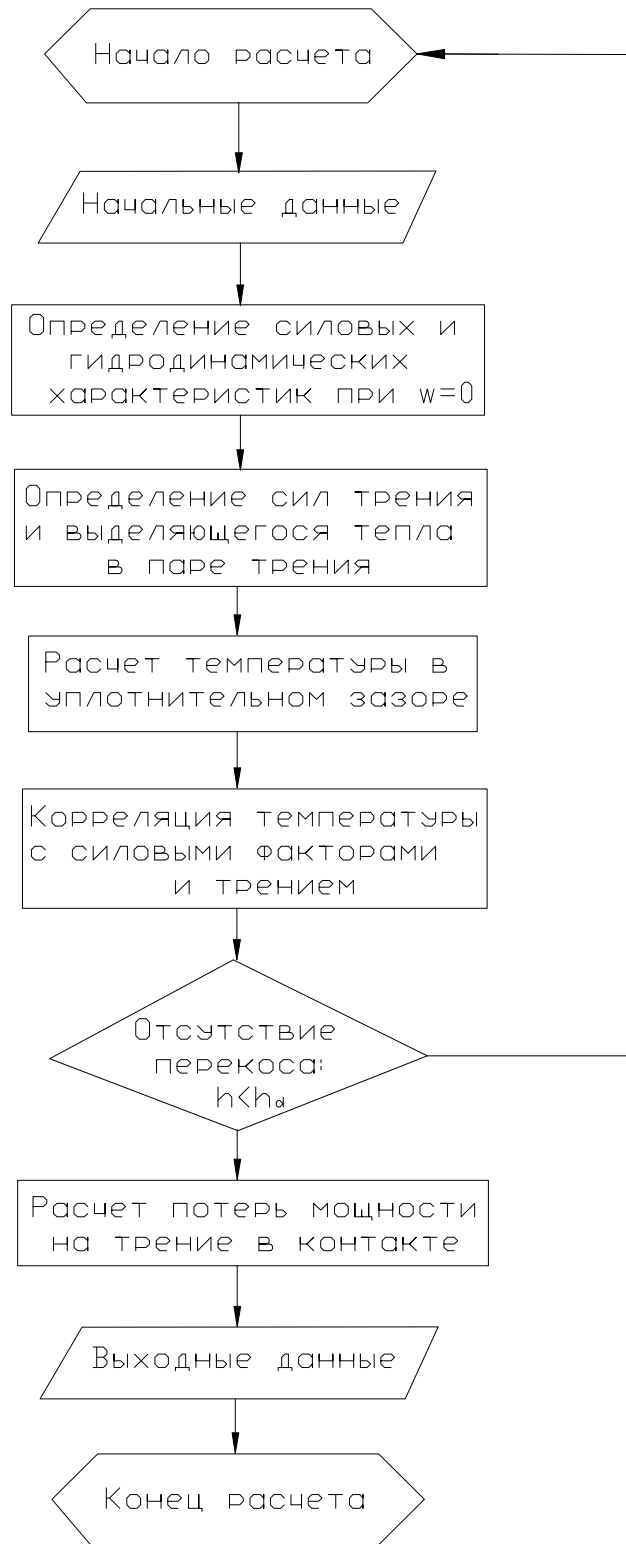 Начало расчета
Начальные данные
Определение силовых и
гидродинамических
характеристик при w=0
Определение сил трения
и выделяющегося тепла
в паре трения
Расчет температуры в
уплотнительном зазоре
Корреляция температуры
с силовыми факторами
и трением
Отсутствие
перекоса:
h<hd
Расчет потерь мощности
на трение в контакте
Выходные данные
Конец расчета